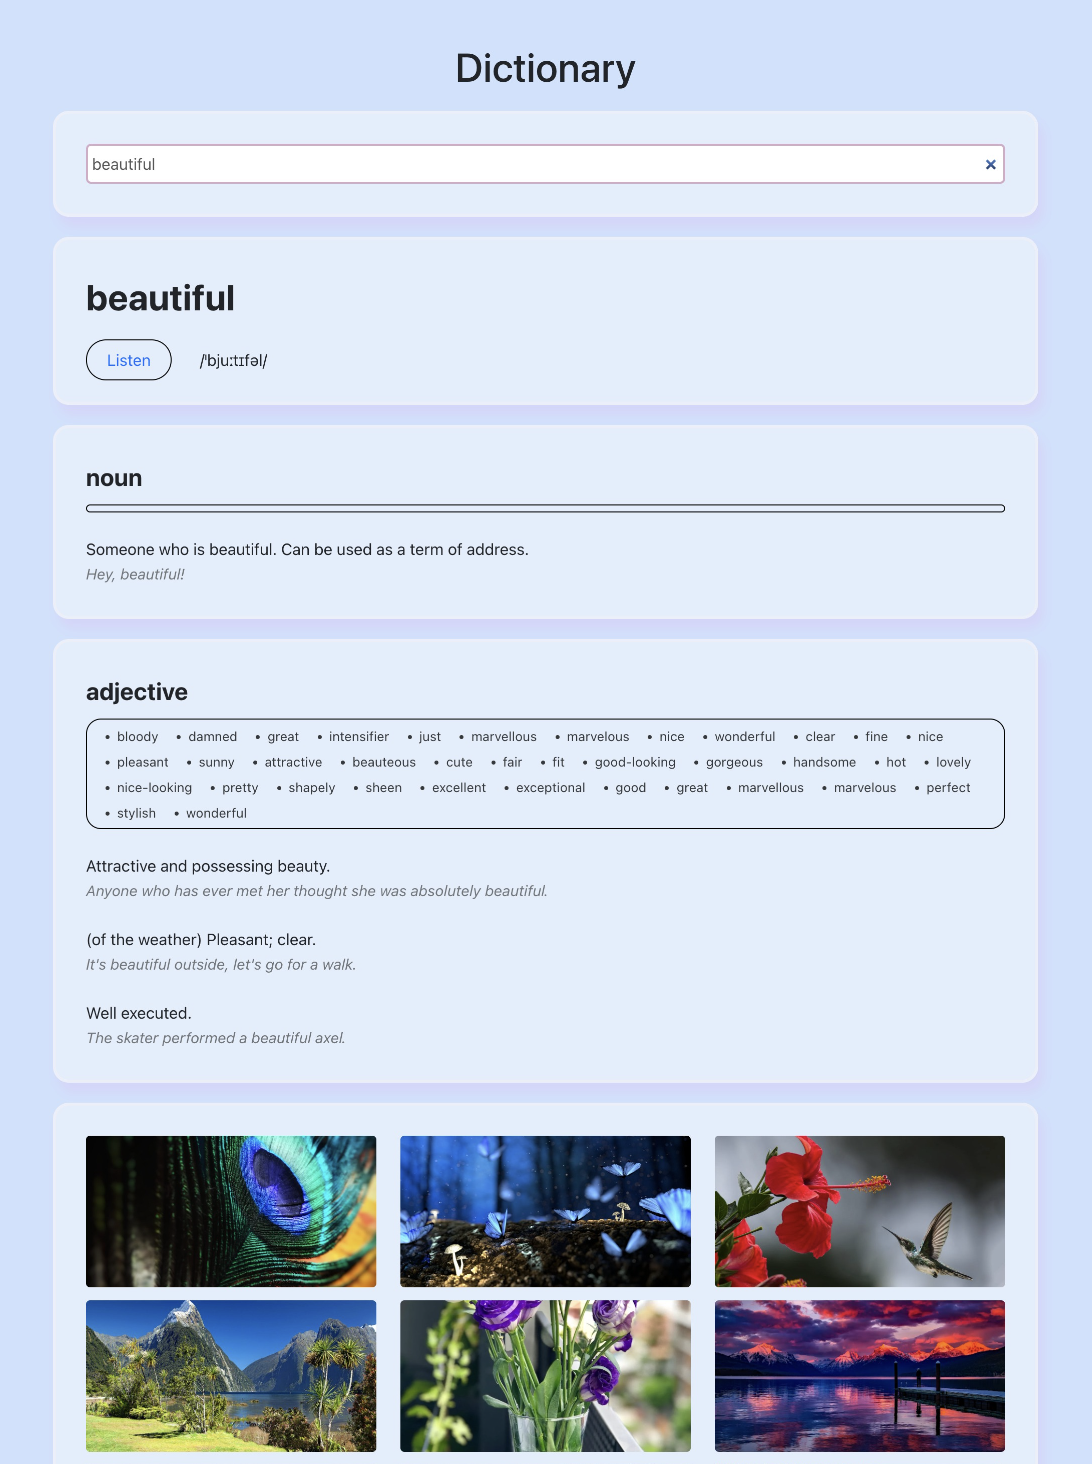 Dictionary
beautiful
beautiful
Listen /ˈbjuːtɪfəl/
noun
Someone who is beautiful. Can be used as a term of address.
Hey, beautiful!
adjective
• bloody • damned • great • intensifier • just • marvellous • marvelous • nice • wonderful • clear • fine • nice
• pleasant • sunny • attractive • beauteous • cute • fair • fit • good-looking • gorgeous • handsome • hot • lovely
• nice-looking • pretty • shapely • sheen • excellent • exceptional • good • great • marvellous • marvelous • perfect
• stylish • wonderful
Attractive and possessing beauty.
Anyone who has ever met her thought she was absolutely beautiful.
(of the weather) Pleasant; clear.
It's beautiful outside, let's go for a walk.
Well executed.
The skater performed a beautiful axel.